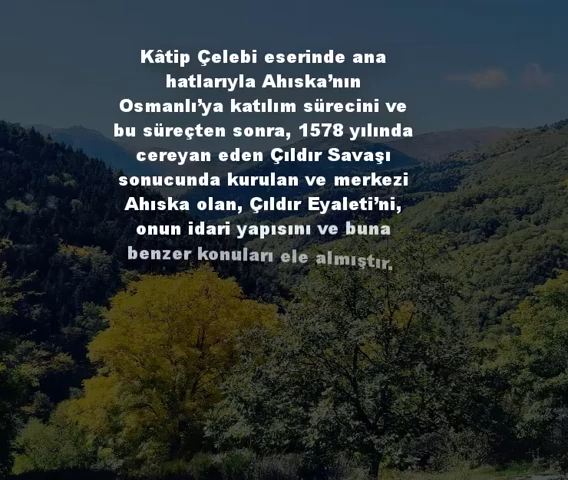 Kâtip Çelebi eserinde ana
hatlarıyla Ahıska’nın
Osmanlı’ya katılım sürecini ve
bu süreçten sonra, 1578 yılında
cereyan eden Çıldır Savaşı
sonucunda kurulan ve merkezi
Ahıska olan, Çıldır Eyaleti’ni,
onun idari yapısını ve buna
benzer konuları ele almıştır.